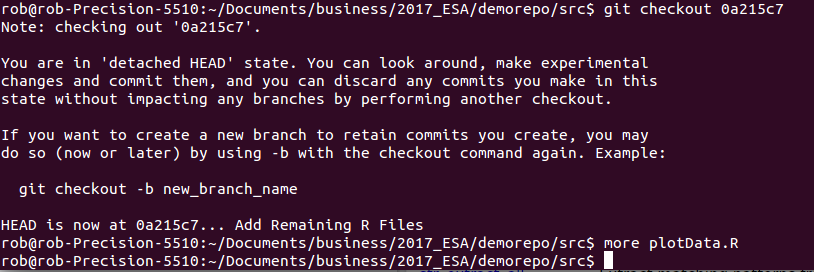 rob@rob-Precision-5510:~/Documents/business/2017_ESA/demorepo/src$ git checkout 0a215c7
Note: checking out '0a215c7'.
You are in 'detached HEAD' state. You can look around, make experimental
changes and commit them, and you can discard any commits you make in this
state without impacting any branches by performing another checkout.
If you want to create a new branch to retain commits you create, you may
do so (now or later) by using -b with the checkout command again. Example:
git checkout -b new_branch_name
HEAD is now at 0a215c7... Add Remaining R Files
rob@rob-Precision-5510:~/Documents/business/2017_ESA/demorepo/src$ more plotData.R
rob@rob-Precision-5510:~/Documents/business/2017_ESA/demorepo/src$